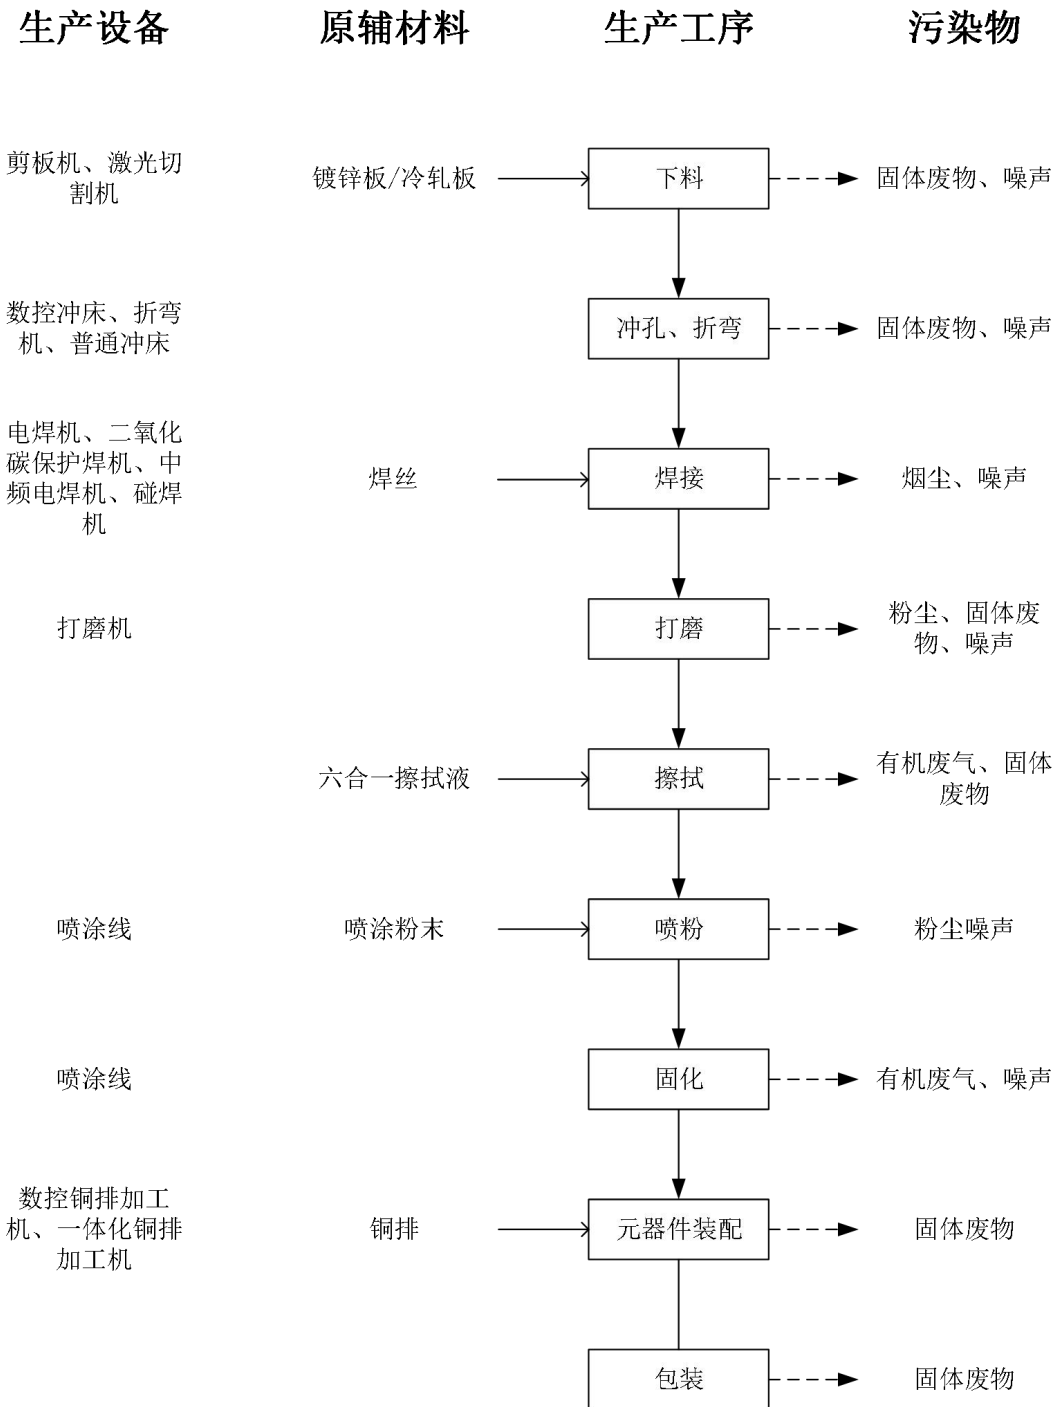 生产设备 原辅材料 生产工序 污染物
剪板机、激光切
割机
镀锌板/冷轧板
下料
固体废物、噪声
数控冲床、折弯
机、普通冲床
冲孔、折弯
固体废物、噪声
电焊机、二氧化
碳保护焊机、中
频电焊机、碰焊
机
焊丝
焊接
烟尘、噪声
打磨机
打磨
粉尘、固体废
物、噪声
六合一擦拭液
擦拭
有机废气、固体
废物
喷涂线
喷涂粉末
喷粉
粉尘噪声
喷涂线
固化
有机废气、噪声
数控铜排加工
机、一体化铜排
加工机
铜排
元器件装配
固体废物
包装
固体废物